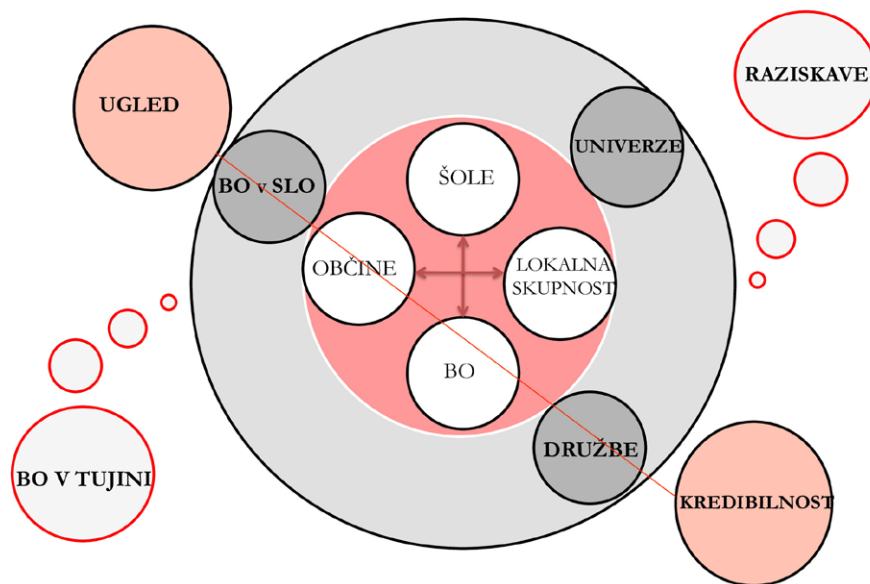 RAZISKAVE
UGLED
UNIVERZE
ŠOLE
BO v SLO
OBČINE
LOKALNA
SKUPNOST
BO
DRUŽBE
BO V TUJINI
KREDIBILNOST